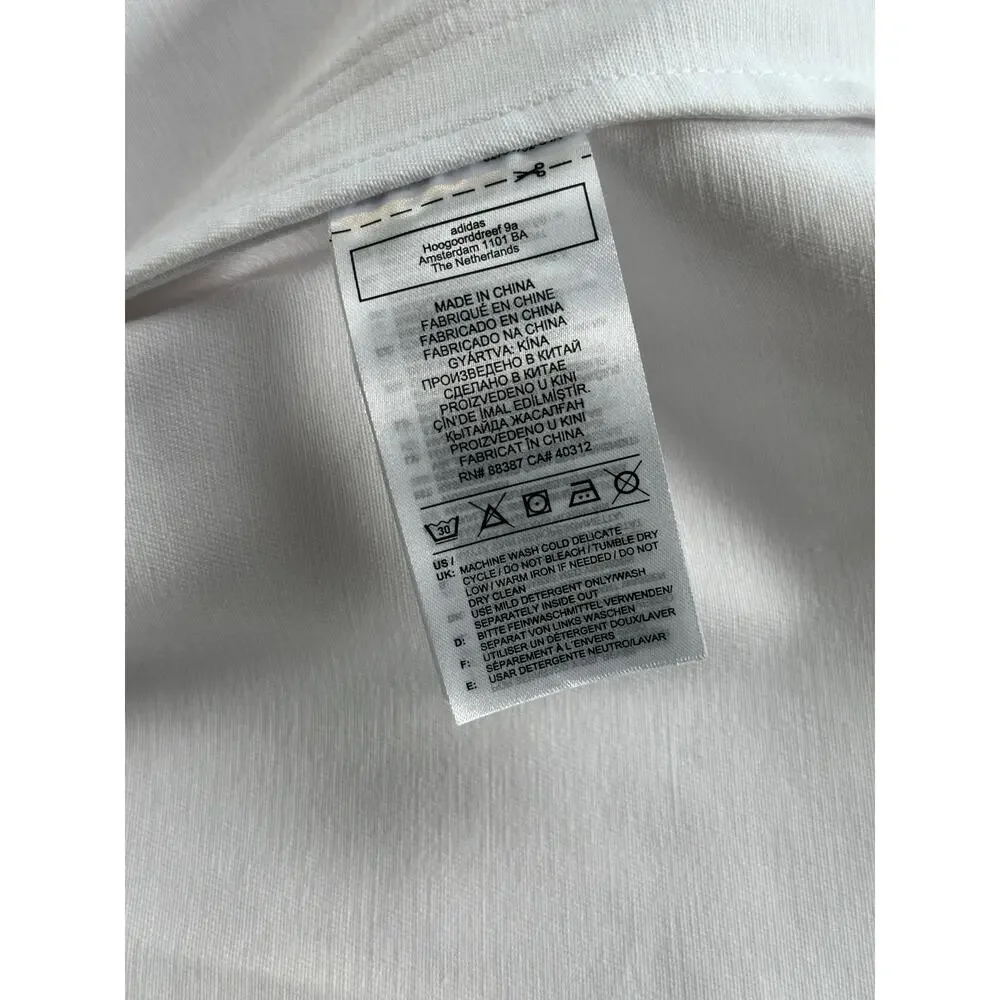 adidas
Hoogoorddreef 9a
Amsterdam 1101 BA
The Netherlands
MADE IN CHINA
FABRIQUÉ EN CHINE
FABRICADO EN CHINA
FABRICADO NA CHINA
GYÁRTVA: KÍNA
ПРОИЗВЕДЕНО В КИТАЙ
СДЕЛАНО В КИТАЕ
PROIZVEDENO U KINI
ÇİN'DE İMAL EDİLMİŞTİR.
ҚЫТАЙДА ЖАСАЛҒАН
PROIZVEDENO U KINI
FABRICAT ÎN CHINA
RN# 88387 CA# 40312
30
US / UK: MACHINE WASH COLD DELICATE
CYCLE / DO NOT BLEACH / TUMBLE DRY
LOW / WARM IRON IF NEEDED / DO NOT
DRY CLEAN
USE MILD DETERGENT ONLY/WASH
SEPARATELY INSIDE OUT
D: BITTE FEINWASCHMITTEL VERWENDEN/
SEPARAT VON LINKS WASCHEN
F: UTILISER UN DÉTERGENT DOUX/LAVER
SÉPAREMENT À L'ENVERS
E: USAR DETERGENTE NEUTRO/LAVAR